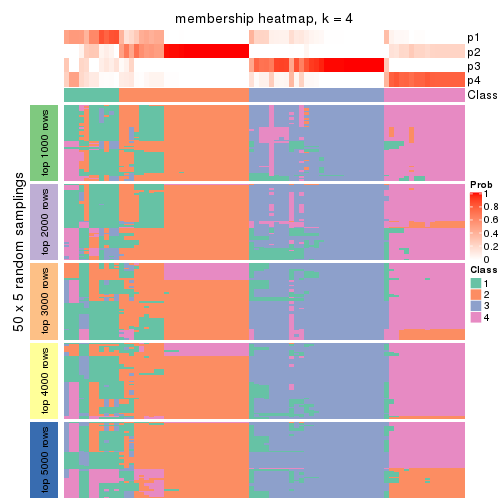 membership heatmap, k = 4
p1
p2
p3
p4
Class
50 x 5 random samplings
top 1000 rows
top 2000 rows
top 3000 rows
top 4000 rows
top 5000 rows
Prob
1
0.8
0.6
0.4
0.2
0
Class
1
2
3
4